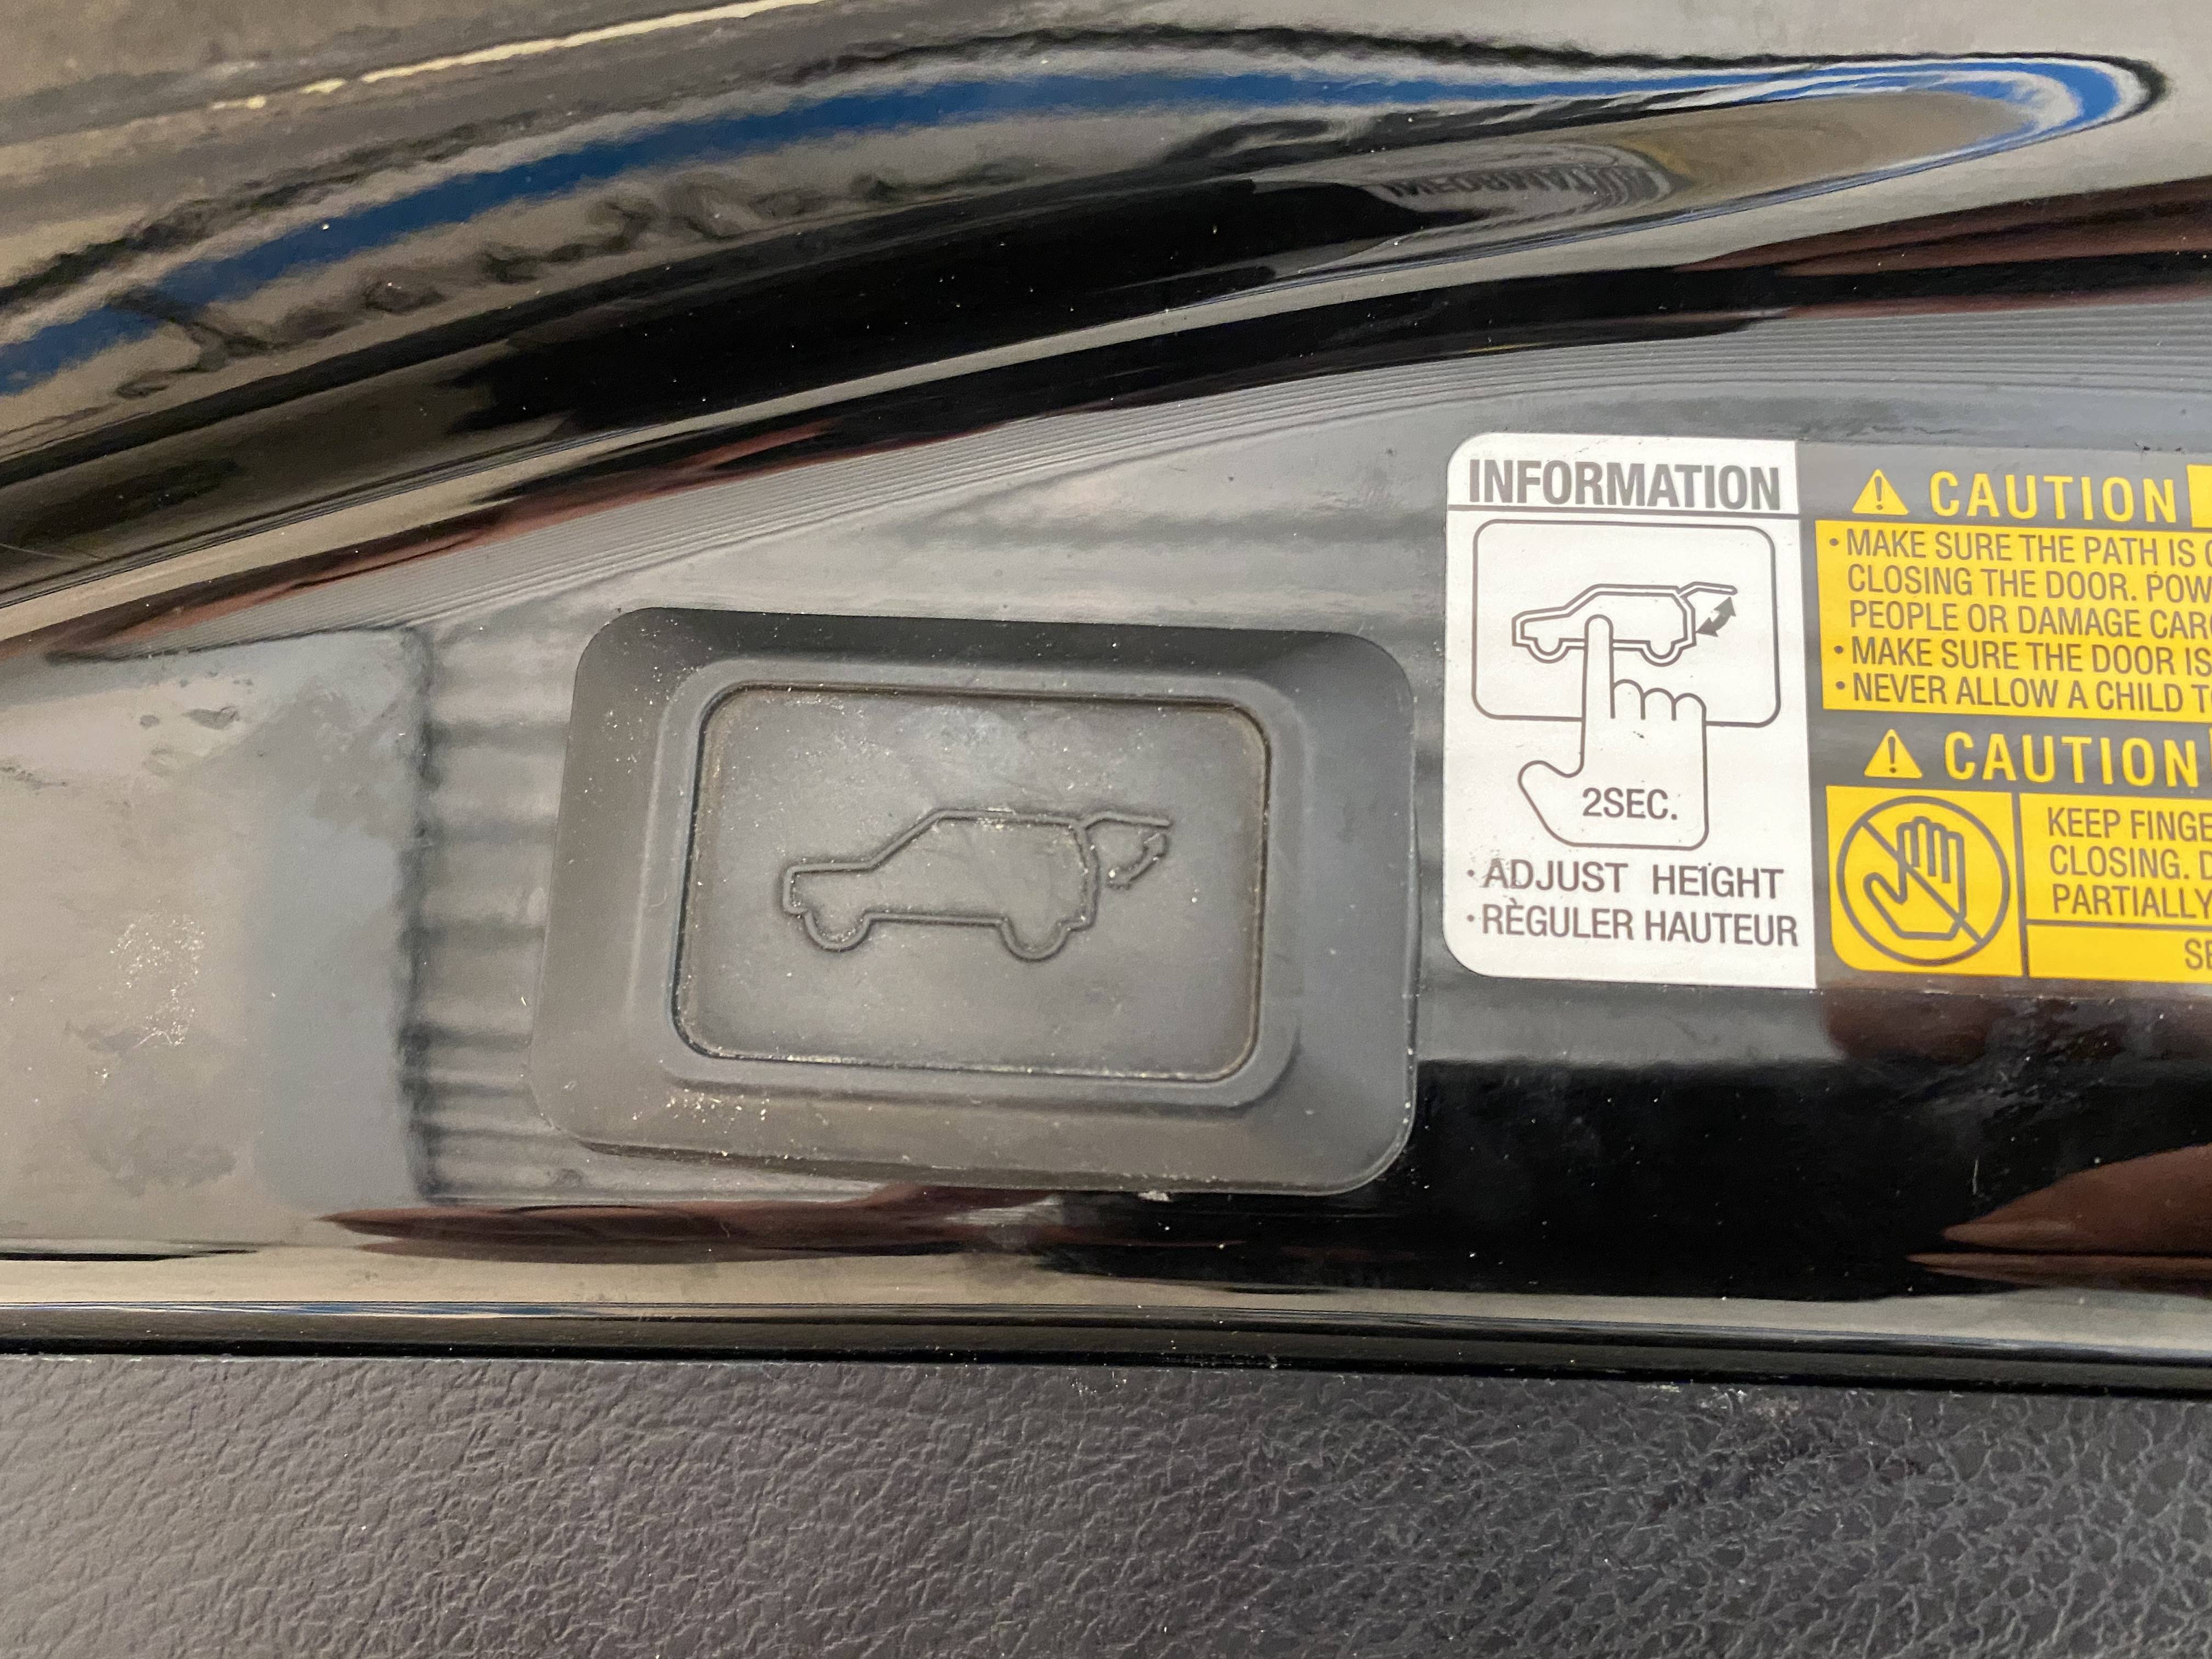 INFORMATION
2SEC.
·ADJUST HEIGHT
·RÈGULER HAUTEUR
CAUTION
·MAKE SURE THE PATH IS
CLOSING THE DOOR. POW
PEOPLE OR DAMAGE CAR
·MAKE SURE THE DOOR IS
·NEVER ALLOW A CHILD T
CAUTION
KEEP FINGE
CLOSING.
PARTIALLY
SE